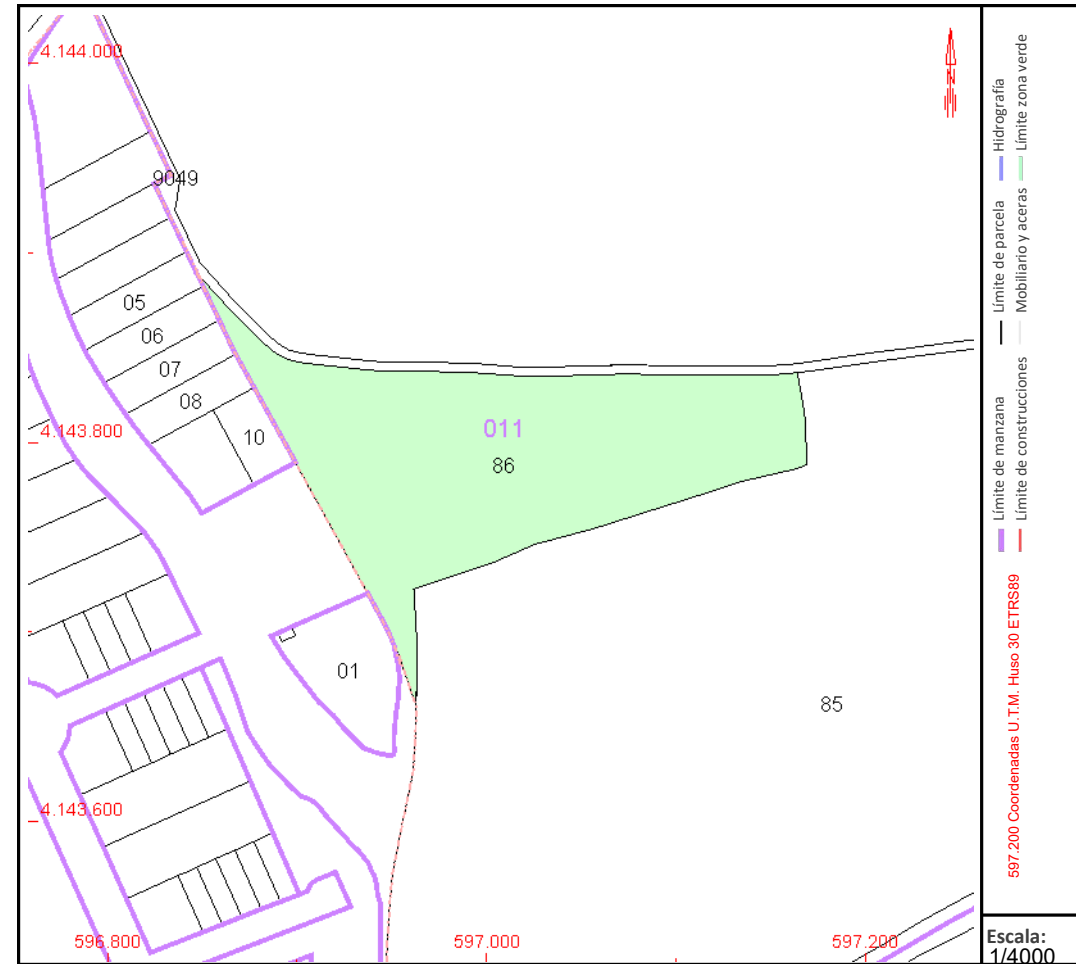 4.144.000
N
9049
05
06
07
08
4.143.800
10
011
86
01
85
4.143.600
596.800
597.000
597.200
597.200 Coordenadas U.T.M. Huso 30 ETRS89
Límite de manzana
Límite de parcela
Hidrografía
Límite de construcciones
Mobiliario y aceras
Límite zona verde
Escala:
1/4000